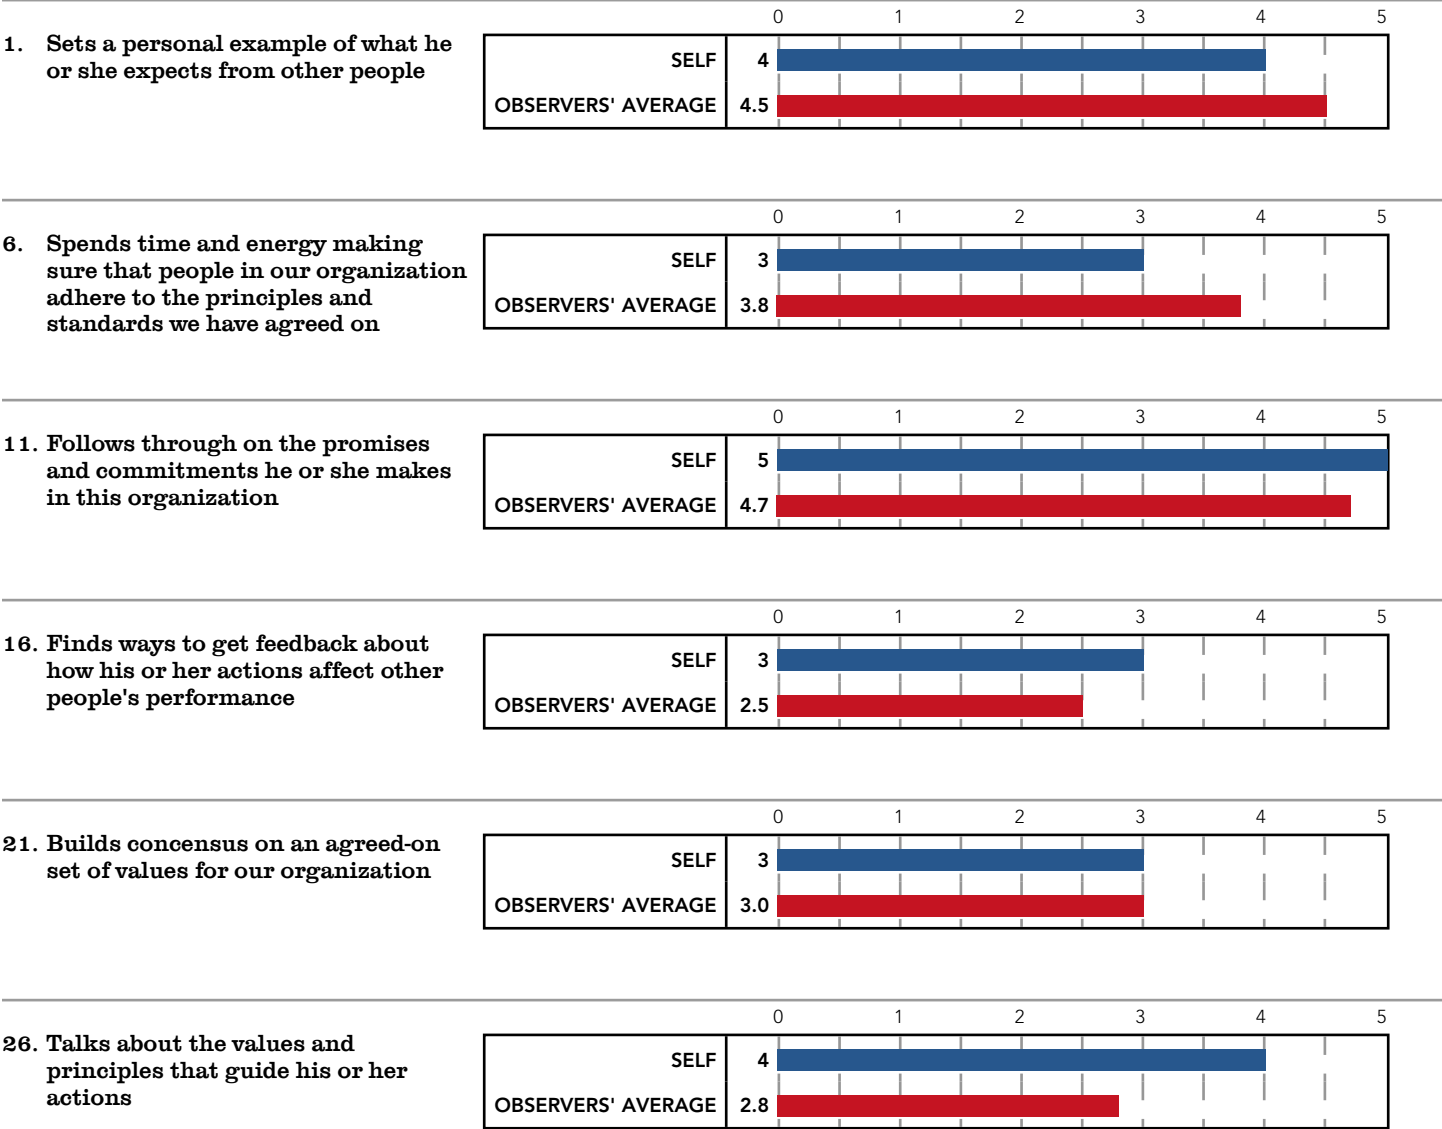 0 1 2 3 4 5
1. Sets a personal example of what he
or she expects from other people
SELF 4
OBSERVERS' AVERAGE 4.5
0 1 2 3 4 5
6. Spends time and energy making
sure that people in our organization
adhere to the principles and
standards we have agreed on
SELF 3
OBSERVERS' AVERAGE 3.8
0 1 2 3 4 5
11. Follows through on the promises
and commitments he or she makes
in this organization
SELF 5
OBSERVERS' AVERAGE 4.7
0 1 2 3 4 5
16. Finds ways to get feedback about
how his or her actions affect other
people's performance
SELF 3
OBSERVERS' AVERAGE 2.5
0 1 2 3 4 5
21. Builds concensus on an agreed-on
set of values for our organization
SELF 3
OBSERVERS' AVERAGE 3.0
0 1 2 3 4 5
26. Talks about the values and
principles that guide his or her
actions
SELF 4
OBSERVERS' AVERAGE 2.8